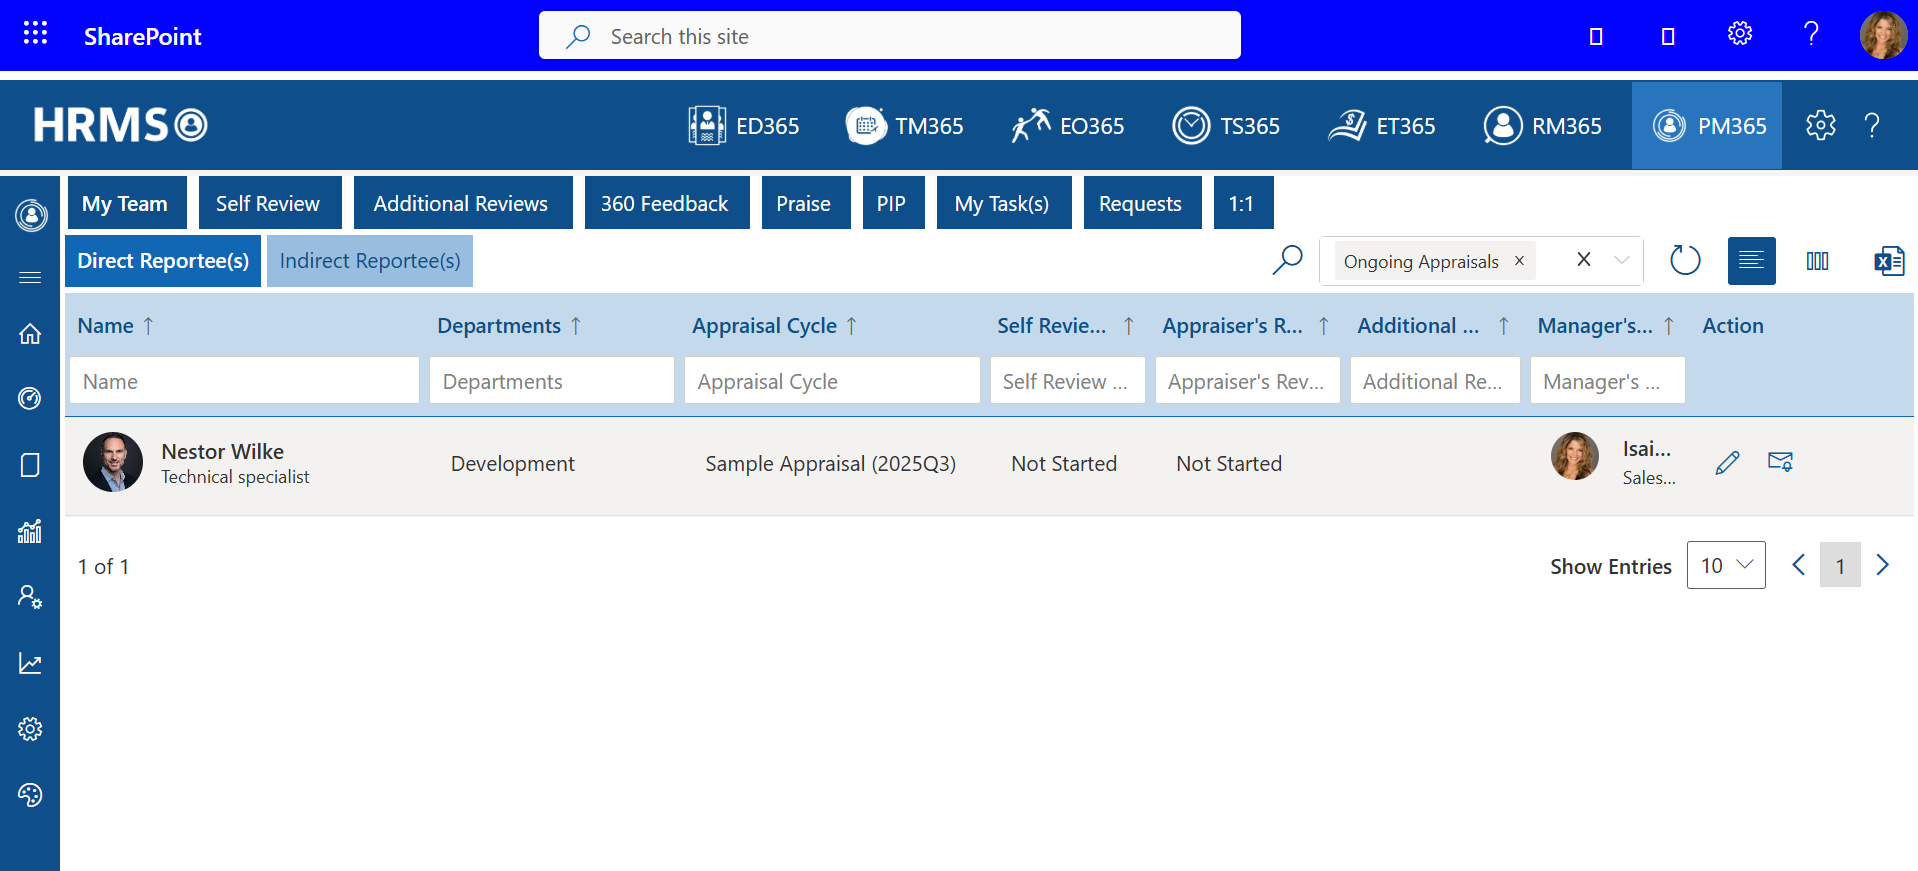 SharePoint
Search this site
HRMS
ED365
TM365
EO365
TS365
ET365
RM365
PM365
My Team
Self Review
Additional Reviews
360 Feedback
Praise
PIP
My Task(s)
Requests
1:1
Direct Reportee(s)
Indirect Reportee(s)
Ongoing Appraisals
Name
Departments
Appraisal Cycle
Self Revie...
Appraiser's R...
Additional ...
Manager's...
Action
Name
Departments
Appraisal Cycle
Self Review ...
Appraiser's Rev...
Additional Re...
Manager's ...
Nestor Wilke
Technical specialist
Development
Sample Appraisal (2025Q3)
Not Started
Not Started
Isai...
Sales...
1 of 1
Show Entries
10
1